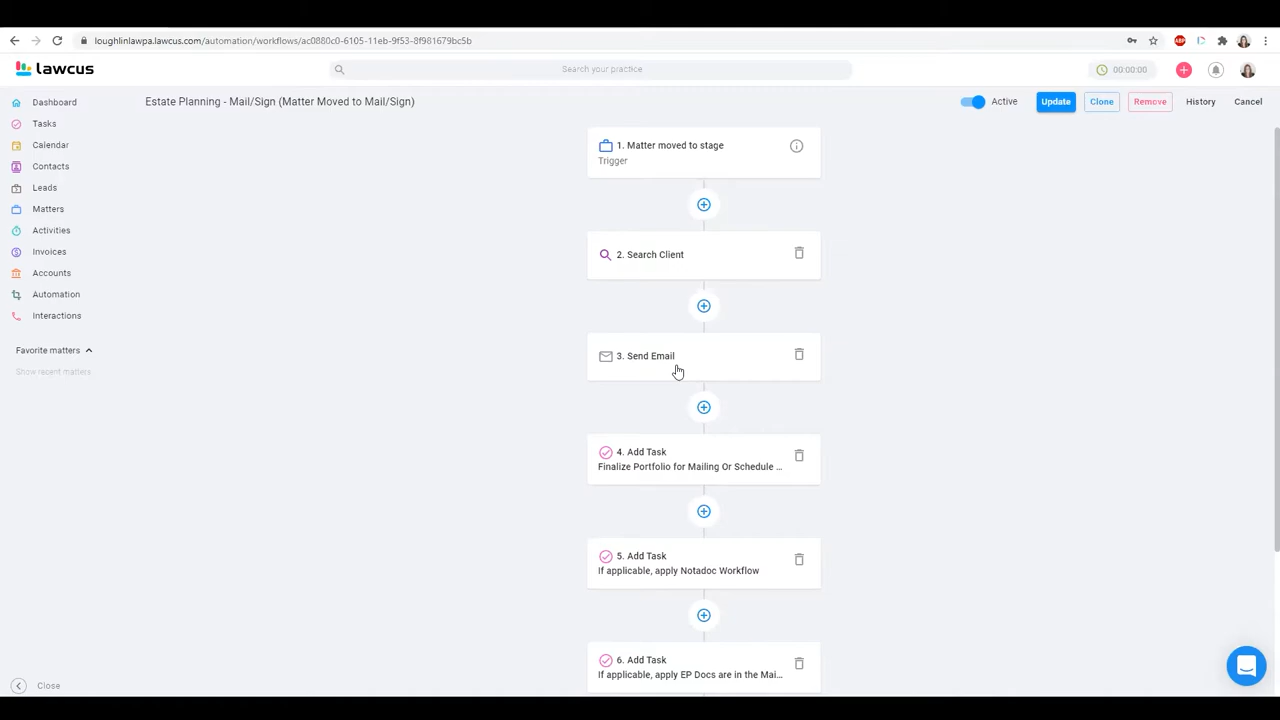 loughlinlawpa.lawcus.com/automation/workflows/ac0880c0-6105-11eb-9f53-8f981679bc5b
ABP
lawcus
Search your practice
00:00:00
Dashboard
Tasks
Calendar
Contacts
Leads
Matters
Activities
Invoices
Accounts
Automation
Interactions
Favorite matters
Show recent matters
Close
Estate Planning - Mail/Sign (Matter Moved to Mail/Sign)
Active
Update
Clone
Remove
History
Cancel
1. Matter moved to stage
Trigger
2. Search Client
3. Send Email
4. Add Task
Finalize Portfolio for Mailing Or Schedule ...
5. Add Task
If applicable, apply Notadoc Workflow
6. Add Task
If applicable, apply EP Docs are in the Mai...